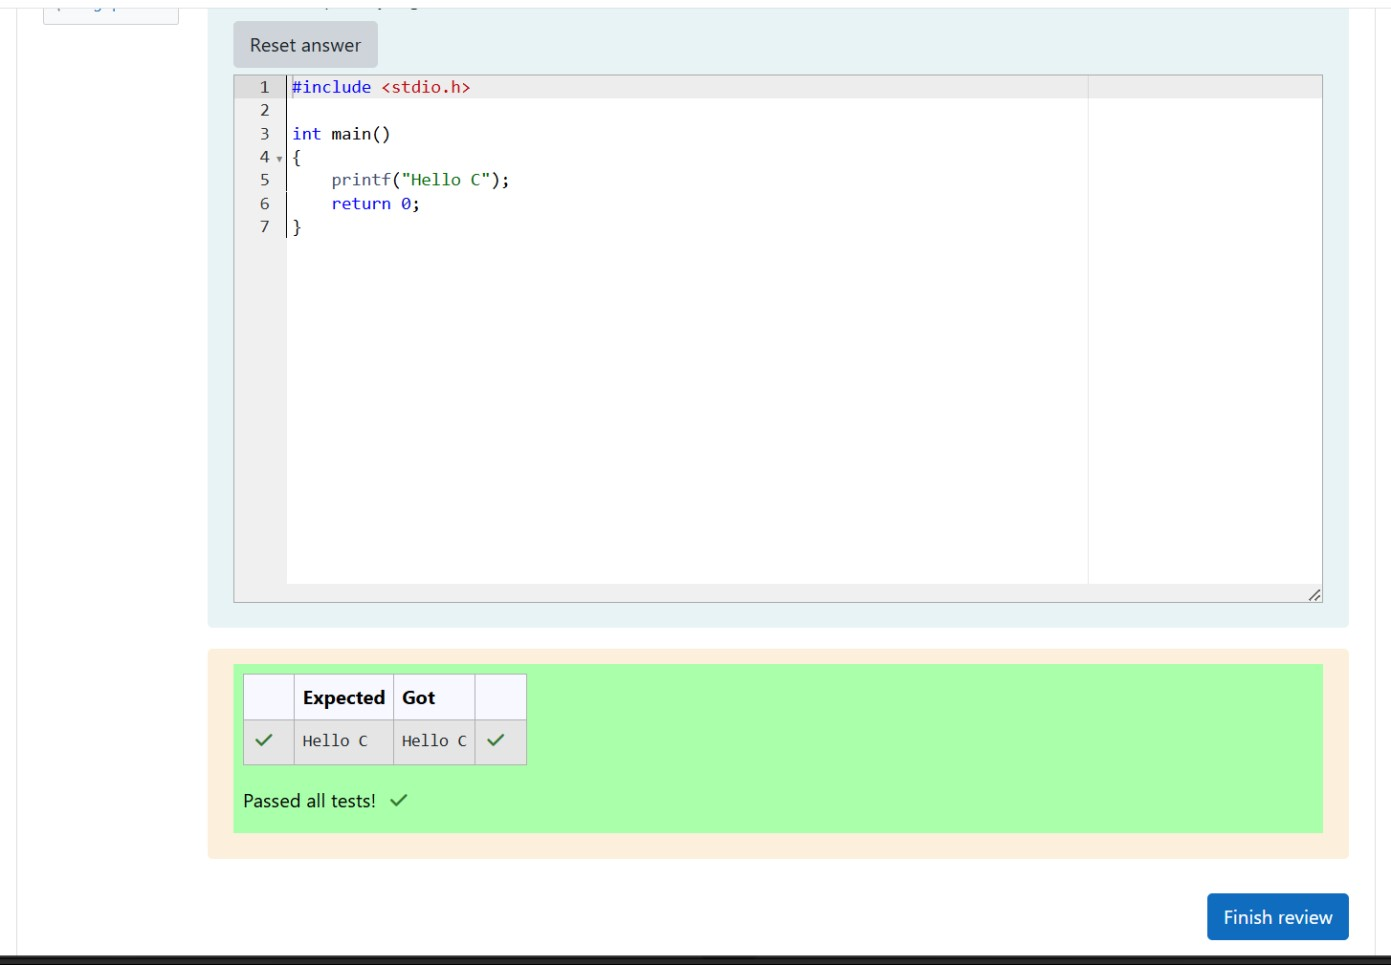 Reset answer
1 #include <stdio.h>
2
3 int main()
4 {
5 printf("Hello C");
6 return 0;
7 }
Expected Got
Hello C Hello C
Passed all tests!
Finish review